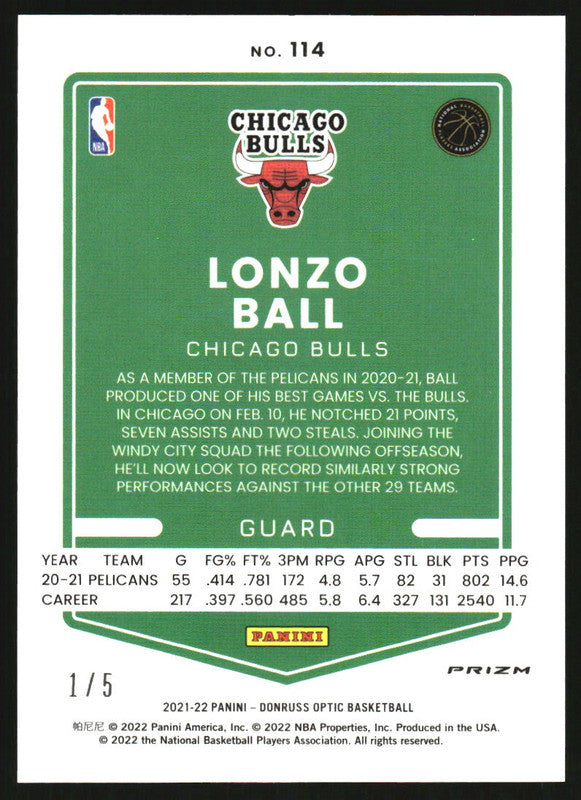 NO. 114
NBA
NATIONAL BASKETBALL ASSOCIATION
CHICAGO
BULLS
LONZO
BALL
CHICAGO BULLS
AS A MEMBER OF THE PELICANS IN 2020-21, BALL
PRODUCED ONE OF HIS BEST GAMES VS. THE BULLS.
IN CHICAGO ON FEB. 10, HE NOTCHED 21 POINTS,
SEVEN ASSISTS AND TWO STEALS. JOINING THE
WINDY CITY SQUAD THE FOLLOWING OFFSEASON,
HE'LL NOW LOOK TO RECORD SIMILARLY STRONG
PERFORMANCES AGAINST THE OTHER 29 TEAMS.
GUARD
YEAR TEAM G FG% FT% 3PM RPG APG STL BLK PTS PPG
20-21 PELICANS 55 .414 .781 172 4.8 5.7 82 31 802 14.6
CAREER 217 .397 .560 485 5.8 6.4 327 131 2540 11.7
PANINI
1/5
PRIZM
2021-22 PANINI – DONRUSS OPTIC BASKETBALL
帕尼尼 © 2022 Panini America, Inc. © 2022 NBA Properties, Inc. Produced in the USA.
© 2022 the National Basketball Players Association. All rights reserved.